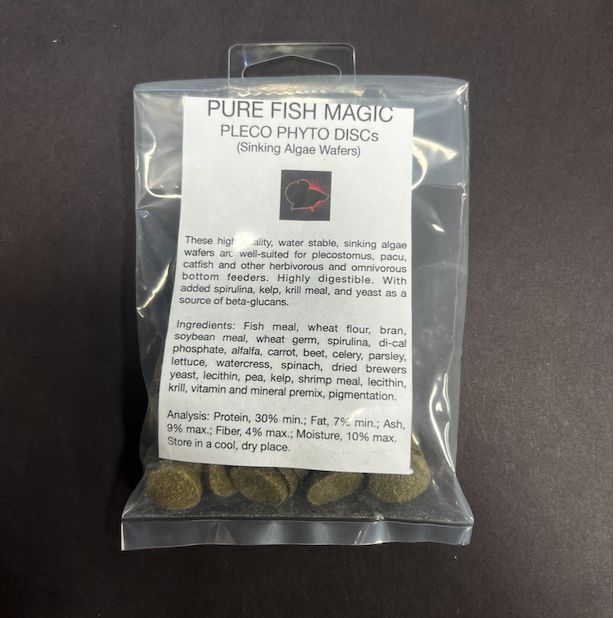 PURE FISH MAGIC
PLECO PHYTO DISCs
(Sinking Algae Wafers)
These high quality, water stable, sinking algae
wafers are well-suited for plecostomus, pacu,
catfish and other herbivorous and omnivorous
bottom feeders. Highly digestible. With
added spirulina, kelp, krill meal, and yeast as a
source of beta-glucans.
Ingredients: Fish meal, wheat flour, bran,
soybean meal, wheat germ, spirulina, di-cal
phosphate, alfalfa, carrot, beet, celery, parsley,
lettuce, watercress, spinach, dried brewers
yeast, lecithin, pea, kelp, shrimp meal, lecithin,
krill, vitamin and mineral premix, pigmentation.
Analysis: Protein, 30% min.; Fat, 7% min.; Ash,
9% max.; Fiber, 4% max.; Moisture, 10% max.
Store in a cool, dry place.